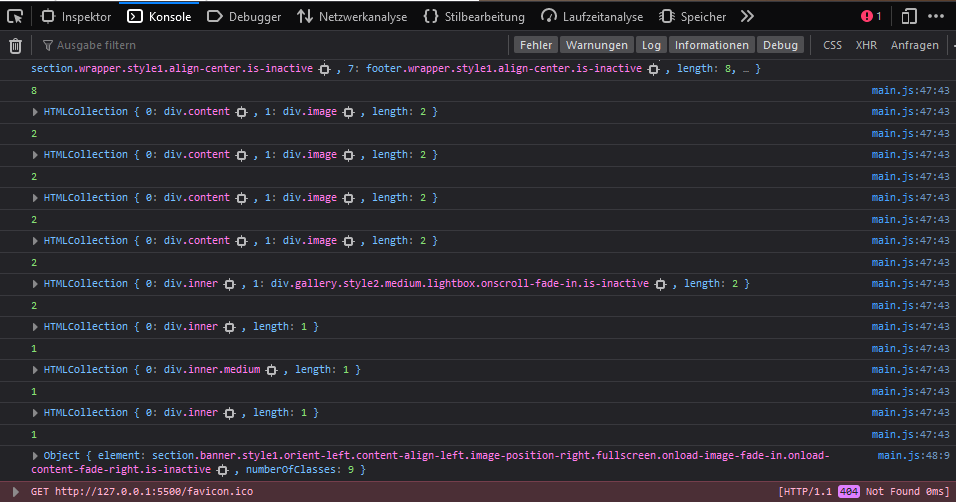 Inspektor Konsole Debugger Netzwerkanalyse Stilbearbeitung Laufzeitanalyse Speicher 1
Ausgabe filtern Fehler Warnungen Log Informationen Debug CSS XHR Anfragen
section.wrapper.style1.align-center.is-inactive , 7: footer.wrapper.style1.align-center.is-inactive , length: 8, … }
8 main.js:47:43
HTMLCollection { 0: div.content , 1: div.image , length: 2 } main.js:47:43
2 main.js:47:43
HTMLCollection { 0: div.content , 1: div.image , length: 2 } main.js:47:43
2 main.js:47:43
HTMLCollection { 0: div.content , 1: div.image , length: 2 } main.js:47:43
2 main.js:47:43
HTMLCollection { 0: div.content , 1: div.image , length: 2 } main.js:47:43
2 main.js:47:43
HTMLCollection { 0: div.inner , 1: div.gallery.style2.medium.lightbox.onscroll-fade-in.is-inactive , length: 2 } main.js:47:43
2 main.js:47:43
HTMLCollection { 0: div.inner , length: 1 } main.js:47:43
1 main.js:47:43
HTMLCollection { 0: div.inner.medium , length: 1 } main.js:47:43
1 main.js:47:43
HTMLCollection { 0: div.inner , length: 1 } main.js:47:43
1 main.js:47:43
Object { element: section.banner.style1.orient-left.content-align-left.image-position-right.fullscreen.onload-image-fade-in.onload- main.js:48:9
content-fade-right.is-inactive , numberOfClasses: 9 }
GET http://127.0.0.1:5500/favicon.ico [HTTP/1.1 404 Not Found 0ms]